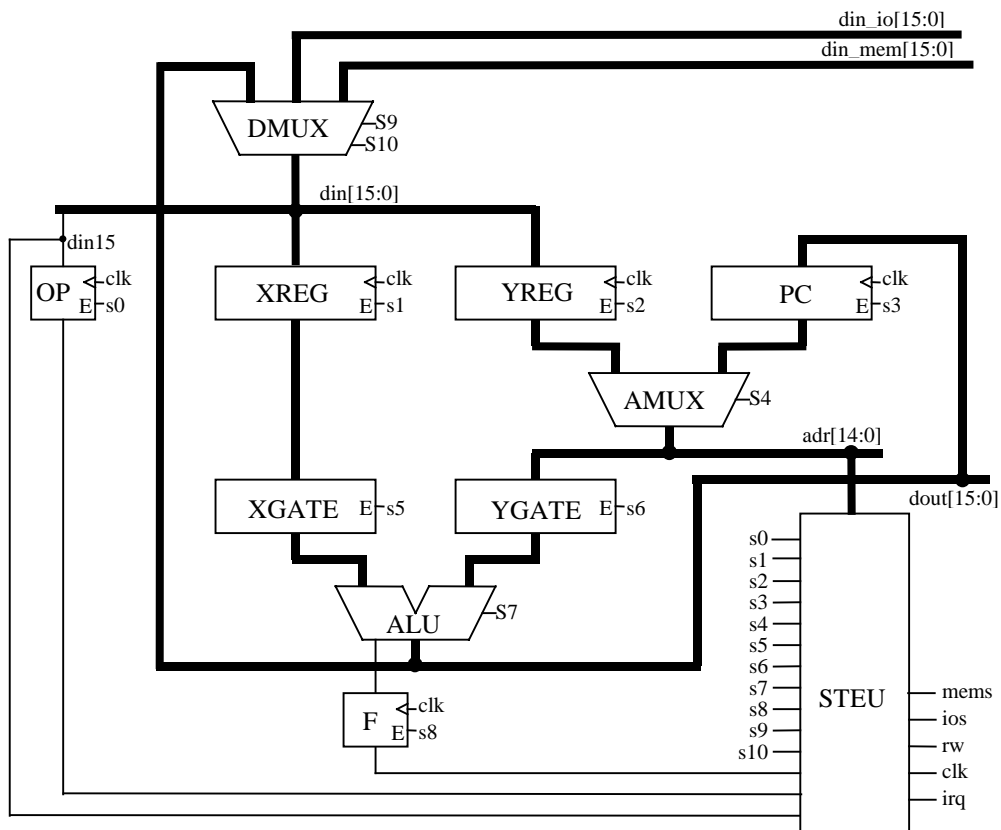 din_io[15:0]
din_mem[15:0]
DMUX
S9
S10
din[15:0]
din15
OP
clk
E
s0
XREG
clk
E
s1
YREG
clk
E
s2
PC
clk
E
s3
AMUX
S4
adr[14:0]
dout[15:0]
XGATE
E
s5
YGATE
E
s6
ALU
S7
F
clk
E
s8
s0
s1
s2
s3
s4
s5
s6
s7
s8
s9
s10
STEU
mems
ios
rw
clk
irq